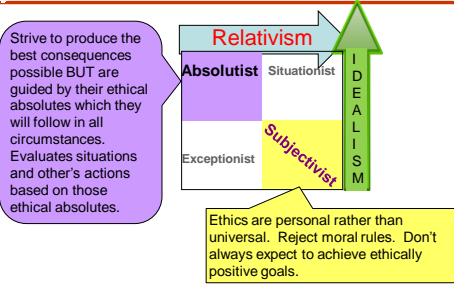 Strive to produce the
best consequences
possible BUT are
guided by their ethical
absolutes which they
will follow in all
circumstances.
Evaluates situations
and other's actions
based on those
ethical absolutes.
Relativism
Absolutist
Situationist
Exceptionist
Subjectivist
IDEALISM
Ethics are personal rather than
universal.  Reject moral rules.  Don't
always expect to achieve ethically
positive goals.